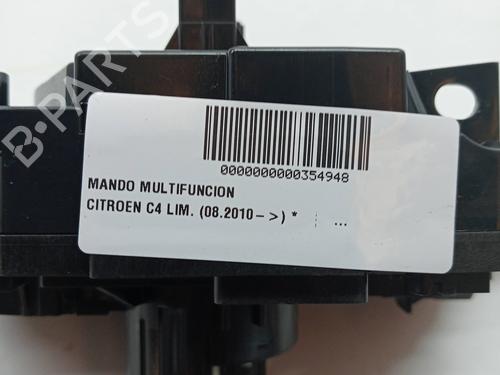 B-PARTS
0000000000354948
MANDO MULTIFUNCION
CITROEN C4 LIM. (08.2010->) * ...